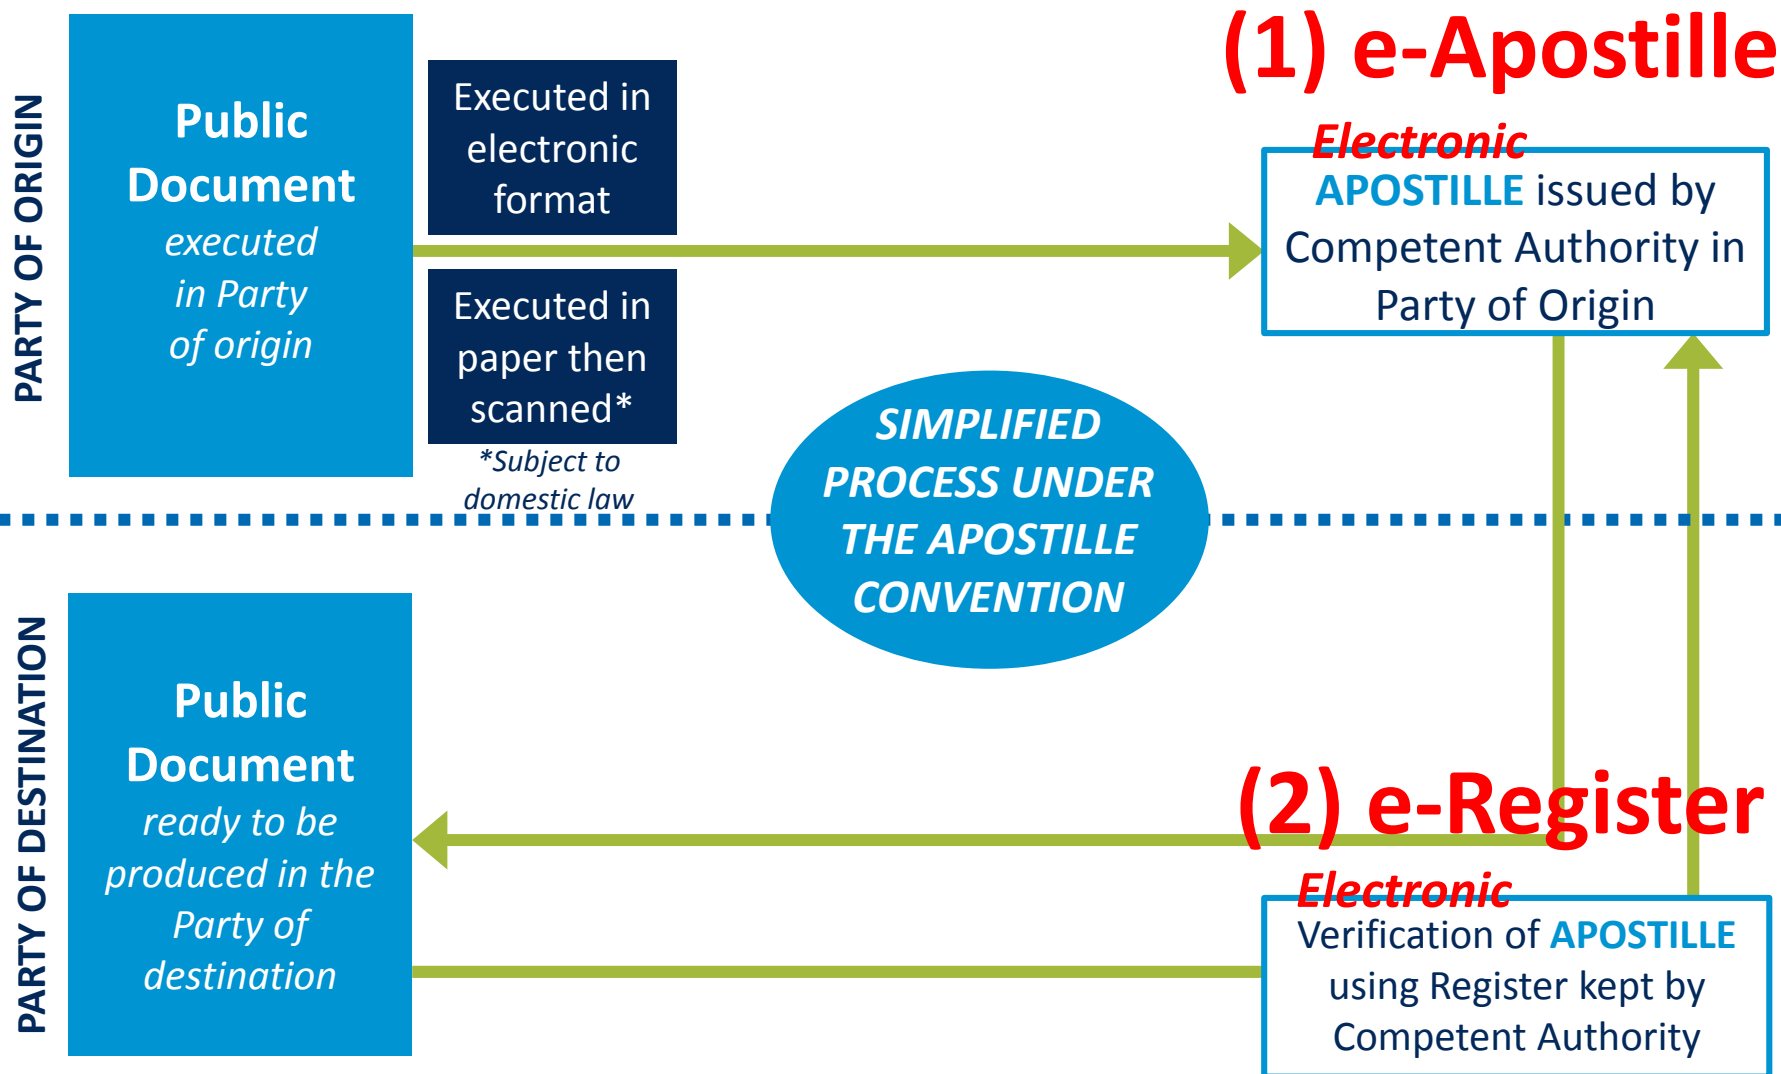 (1) e-Apostille
PARTY OF ORIGIN
Public
Document
executed
in Party
of origin
Executed in
electronic
format
Executed in
paper then
scanned*
*Subject to
domestic law
Electronic
APOSTILLE issued by
Competent Authority in
Party of Origin
SIMPLIFIED
PROCESS UNDER
THE APOSTILLE
CONVENTION
PARTY OF DESTINATION
Public
Document
ready to be
produced in the
Party of
destination
(2) e-Register
Electronic
Verification of APOSTILLE
using Register kept by
Competent Authority